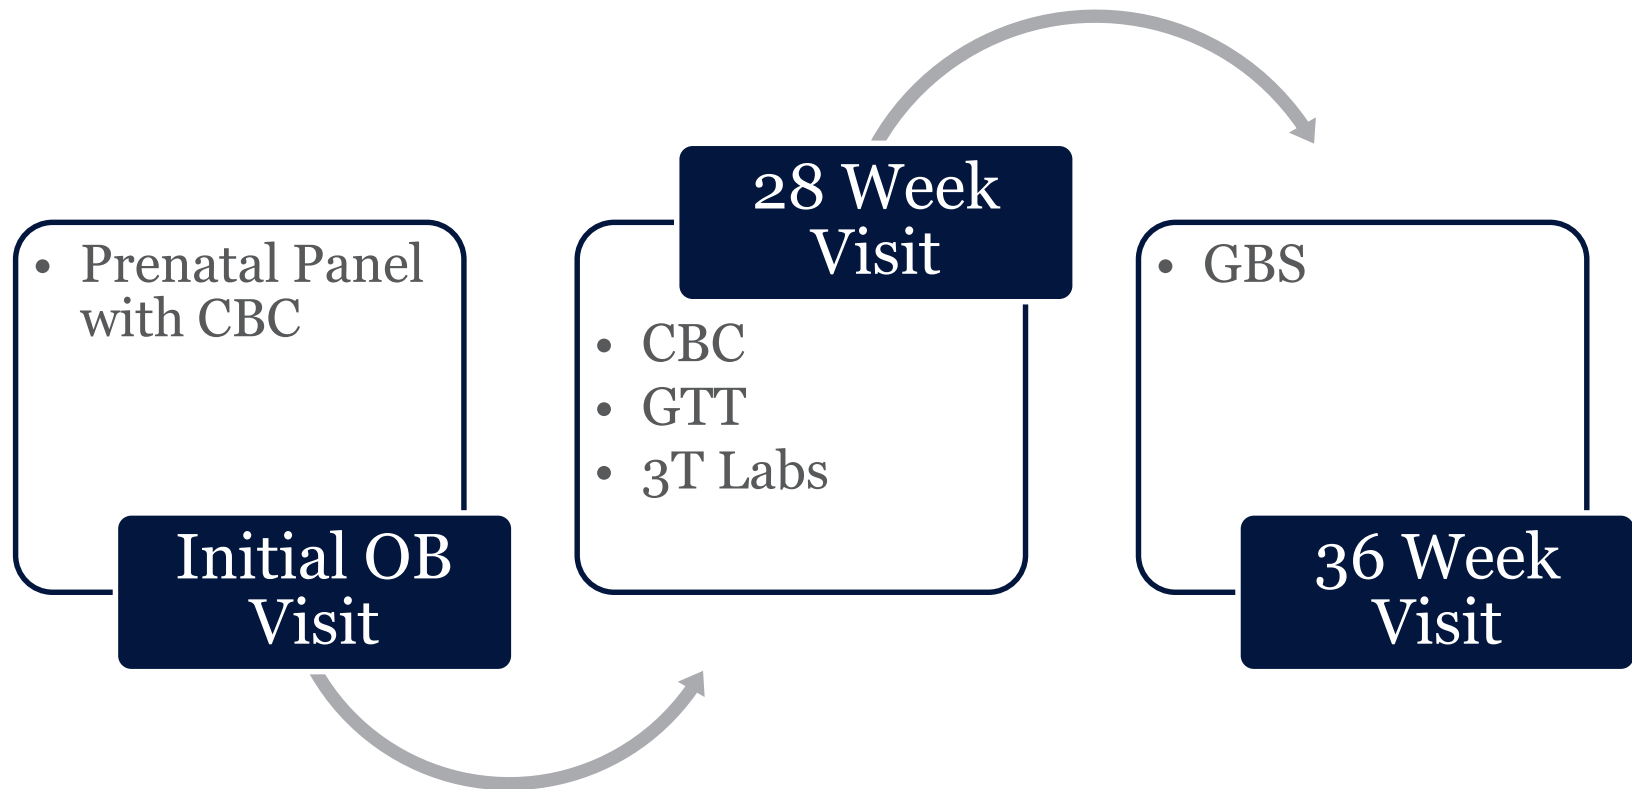 • Prenatal Panel
with CBC
Initial OB
Visit
28 Week
Visit
• CBC
• GTT
• 3T Labs
• GBS
36 Week
Visit